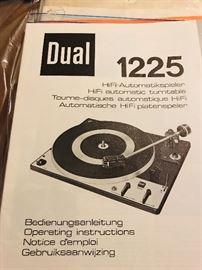 Dual
1225
HiFi-Automatikspieler
HiFi automatic turntable
Tourne-disques automatique HiFi
Automatische HiFi platenspeler
Bedienungsanleitung
Operating instructions
Notice d'emploi
Gebruiksaanwijzing